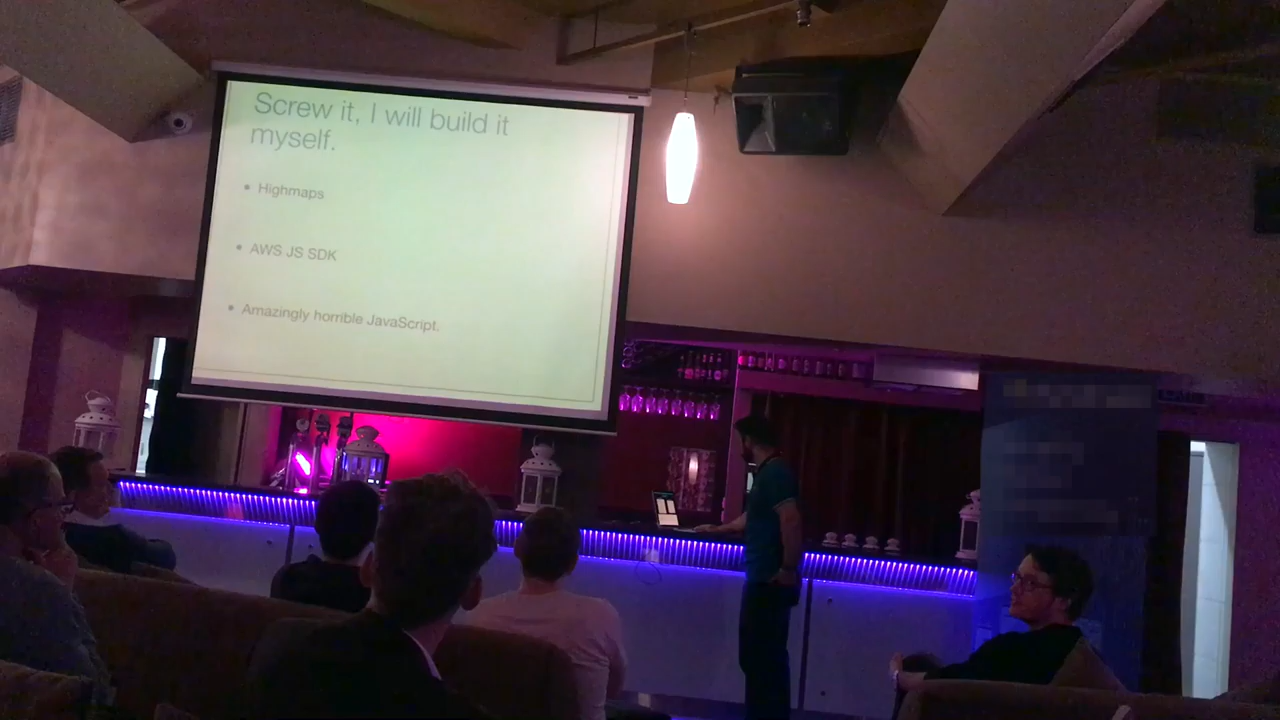 Screw it, I will build it
myself.
• Highmaps
• AWS JS SDK
• Amazingly horrible JavaScript.